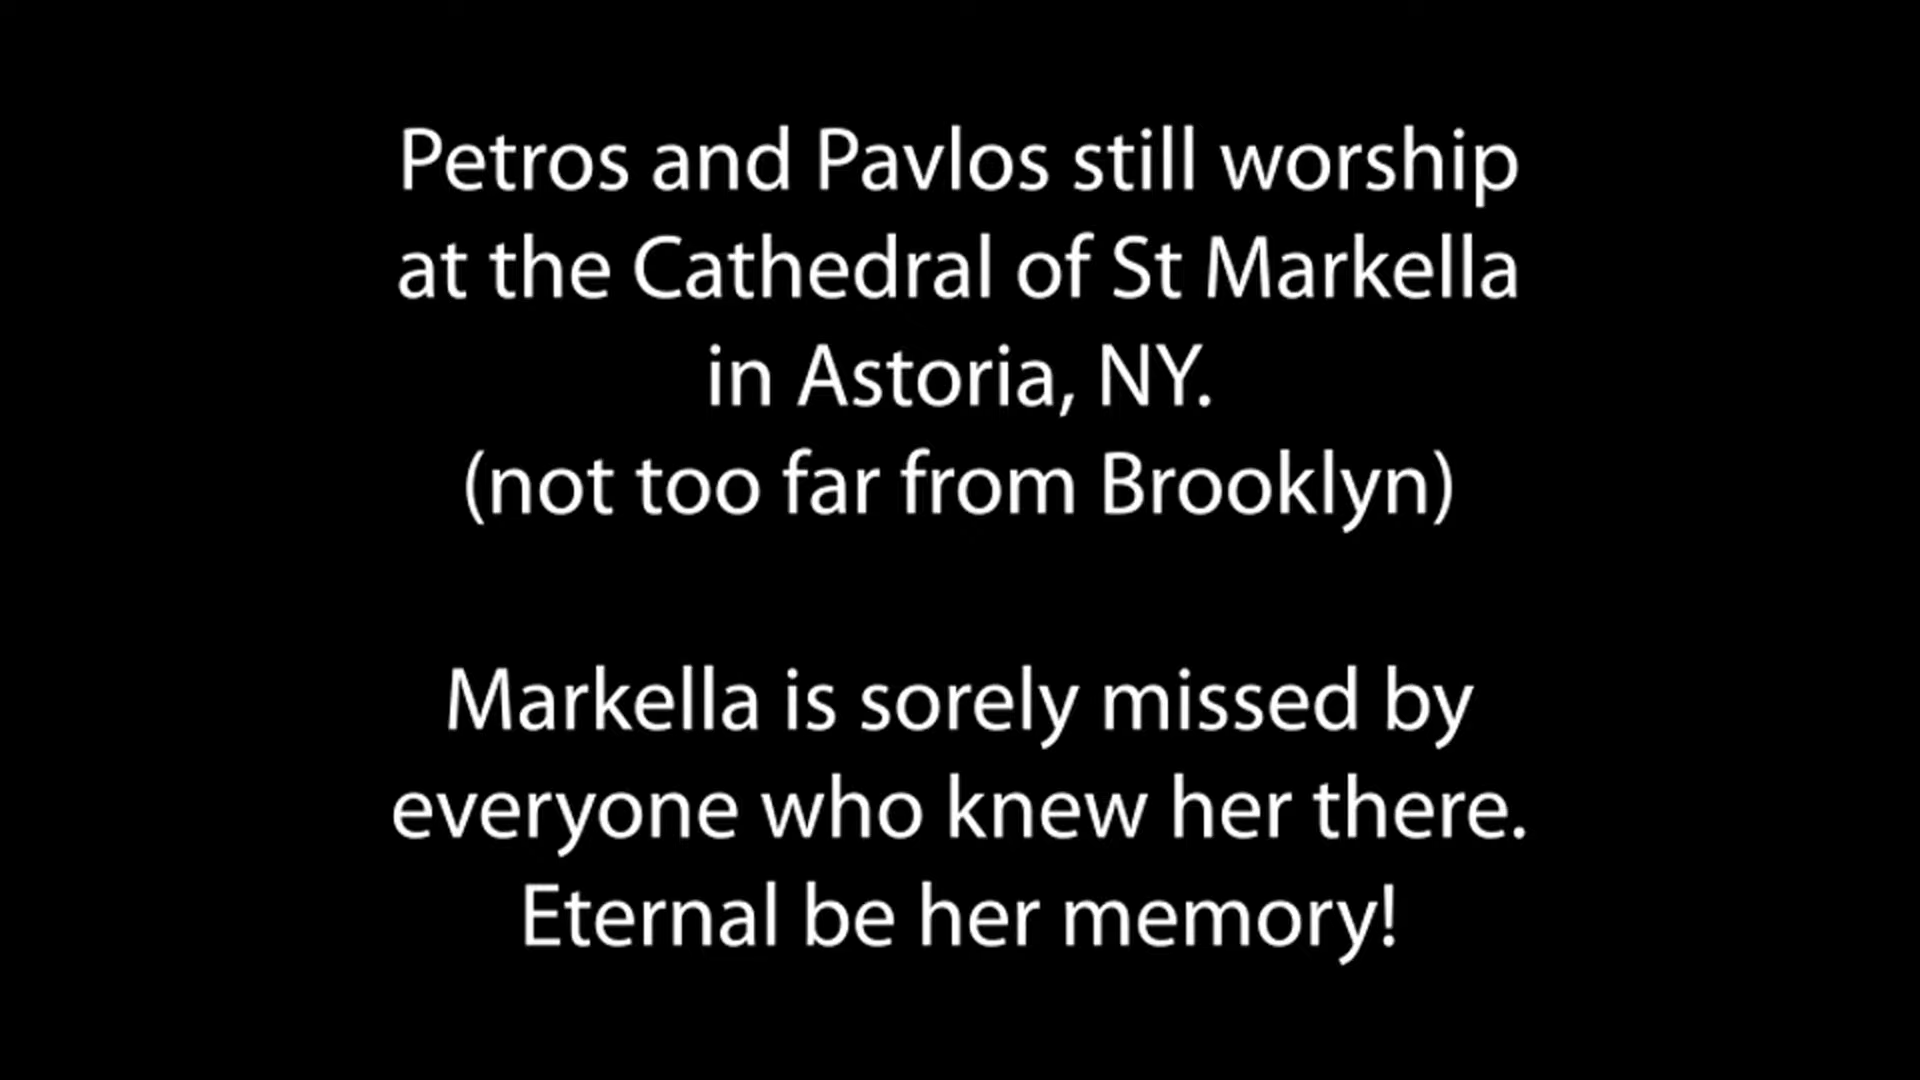 Petros and Pavlos still worship
at the Cathedral of St Markella
in Astoria, NY.
(not too far from Brooklyn)
Markella is sorely missed by
everyone who knew her there.
Eternal be her memory!